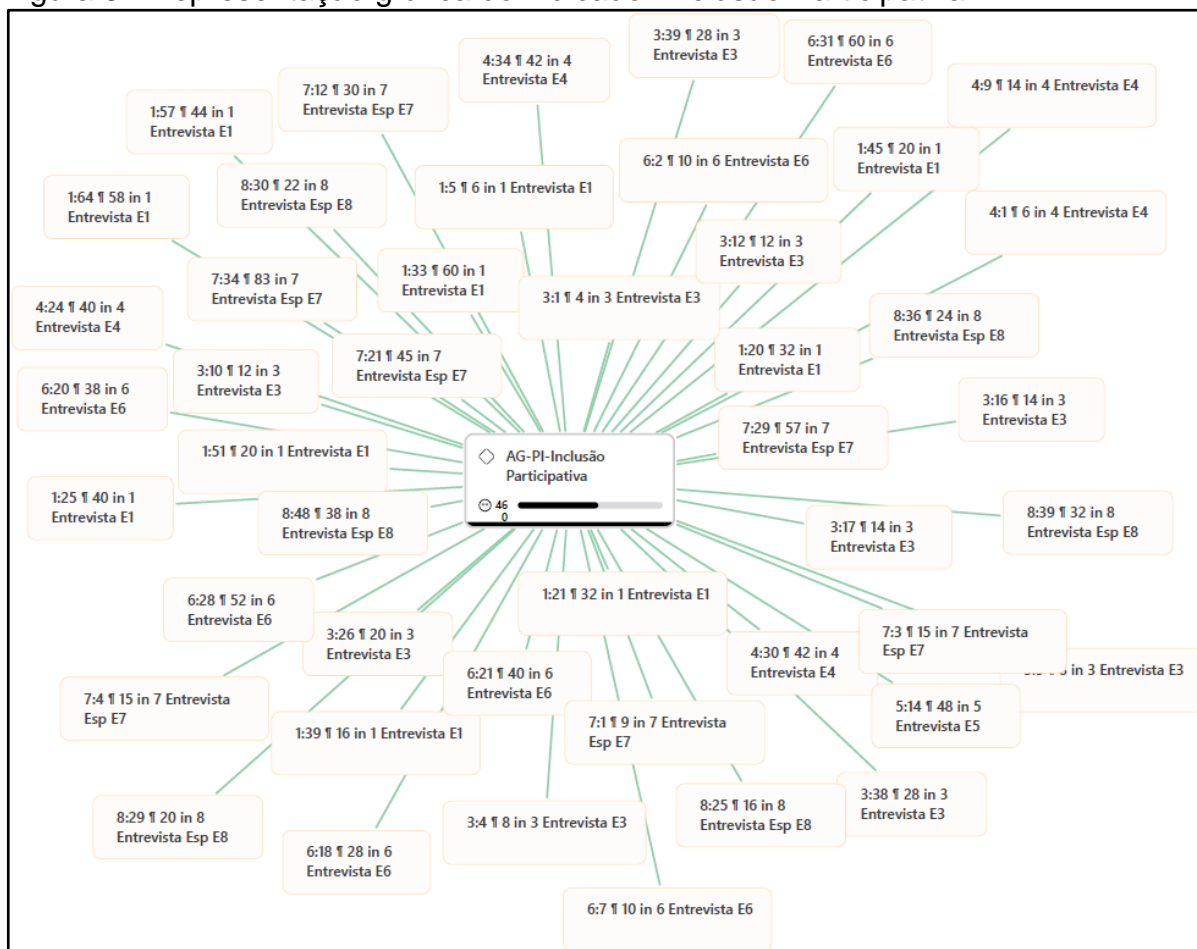 3:39 ¶ 28 in 3
Entrevista E3
6:31 ¶ 60 in 6
Entrevista E6
4:34 ¶ 42 in 4
Entrevista E4
7:12 ¶ 30 in 7
Entrevista Esp E7
4:9 ¶ 14 in 4 Entrevista E4
1:57 ¶ 44 in 1
Entrevista E1
6:2 ¶ 10 in 6 Entrevista E6
1:45 ¶ 20 in 1
Entrevista E1
8:30 ¶ 22 in 8
Entrevista Esp E8
1:5 ¶ 6 in 1 Entrevista E1
1:64 ¶ 58 in 1
Entrevista E1
4:1 ¶ 6 in 4 Entrevista E4
3:12 ¶ 12 in 3
Entrevista E3
7:34 ¶ 83 in 7
Entrevista Esp E7
1:33 ¶ 60 in 1
Entrevista E1
3:1 ¶ 4 in 3 Entrevista E3
4:24 ¶ 40 in 4
Entrevista E4
8:36 ¶ 24 in 8
Entrevista Esp E8
7:21 ¶ 45 in 7
Entrevista Esp E7
1:20 ¶ 32 in 1
Entrevista E1
3:10 ¶ 12 in 3
Entrevista E3
6:20 ¶ 38 in 6
Entrevista E6
3:16 ¶ 14 in 3
Entrevista E3
7:29 ¶ 57 in 7
Entrevista Esp E7
1:51 ¶ 20 in 1 Entrevista E1
AG-PI-Inclusão
Participativa
46
0
1:25 ¶ 40 in 1
Entrevista E1
8:48 ¶ 38 in 8
Entrevista Esp E8
3:17 ¶ 14 in 3
Entrevista E3
8:39 ¶ 32 in 8
Entrevista Esp E8
6:28 ¶ 52 in 6
Entrevista E6
1:21 ¶ 32 in 1 Entrevista E1
3:26 ¶ 20 in 3
Entrevista E3
6:21 ¶ 40 in 6
Entrevista E6
4:30 ¶ 42 in 4
Entrevista E4
7:3 ¶ 15 in 7 Entrevista
Esp E7
in 3 Entrevista E3
7:4 ¶ 15 in 7 Entrevista
Esp E7
5:14 ¶ 48 in 5
Entrevista E5
1:39 ¶ 16 in 1 Entrevista E1
7:1 ¶ 9 in 7 Entrevista
Esp E7
8:29 ¶ 20 in 8
Entrevista Esp E8
3:4 ¶ 8 in 3 Entrevista E3
8:25 ¶ 16 in 8
Entrevista Esp E8
3:38 ¶ 28 in 3
Entrevista E3
6:18 ¶ 28 in 6
Entrevista E6
6:7 ¶ 10 in 6 Entrevista E6